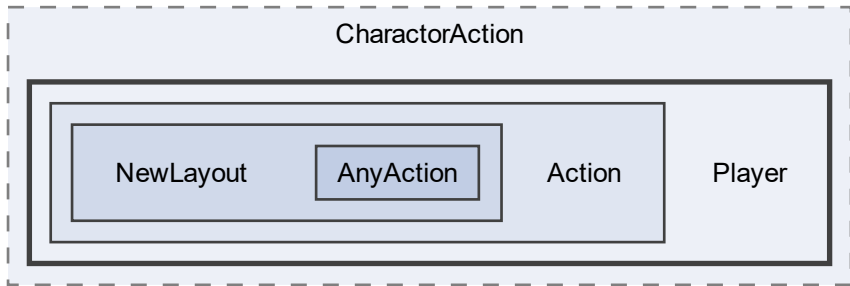 CharactorAction
NewLayout
AnyAction
Action
Player